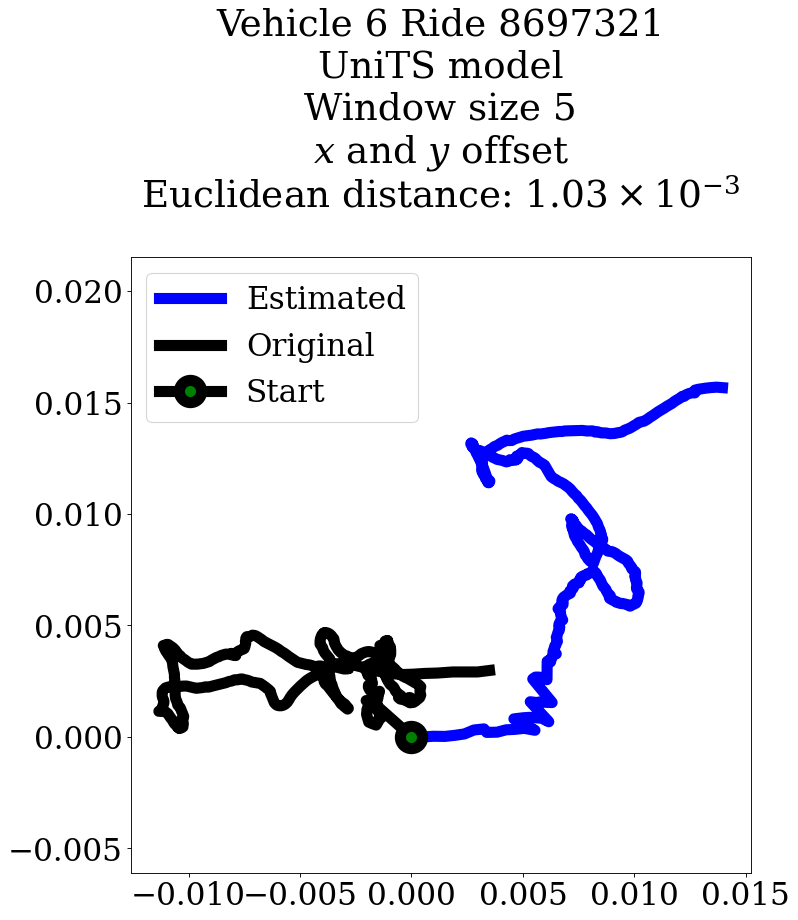 Vehicle 6 Ride 8697321
UniTS model
Window size 5
x and y offset
Euclidean distance: 1.03 × 10⁻³
Estimated
Original
Start
0.020
0.015
0.010
0.005
0.000
−0.005
−0.010
−0.005
0.000
0.005
0.010
0.015